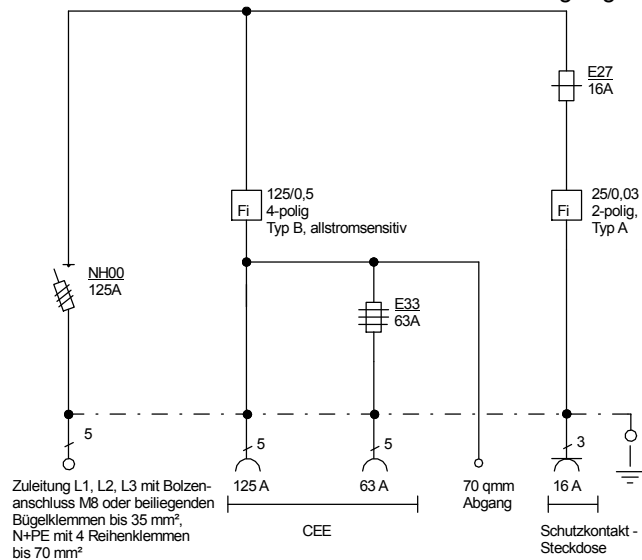 E27
16A
125/0,5
4-polig
Typ B, allstromsensitiv
Fi
25/0,03
2-polig,
Typ A
Fi
NH00
125A
E33
63A
5
5
5
3
Zuleitung L1, L2, L3 mit Bolzen-
anschluss M8 oder beiliegenden
Bügelklemmen bis 35 mm²,
N+PE mit 4 Reihenklemmen
bis 70 mm²
125 A
63 A
CEE
70 qmm
Abgang
16 A
Schutzkontakt -
Steckdose